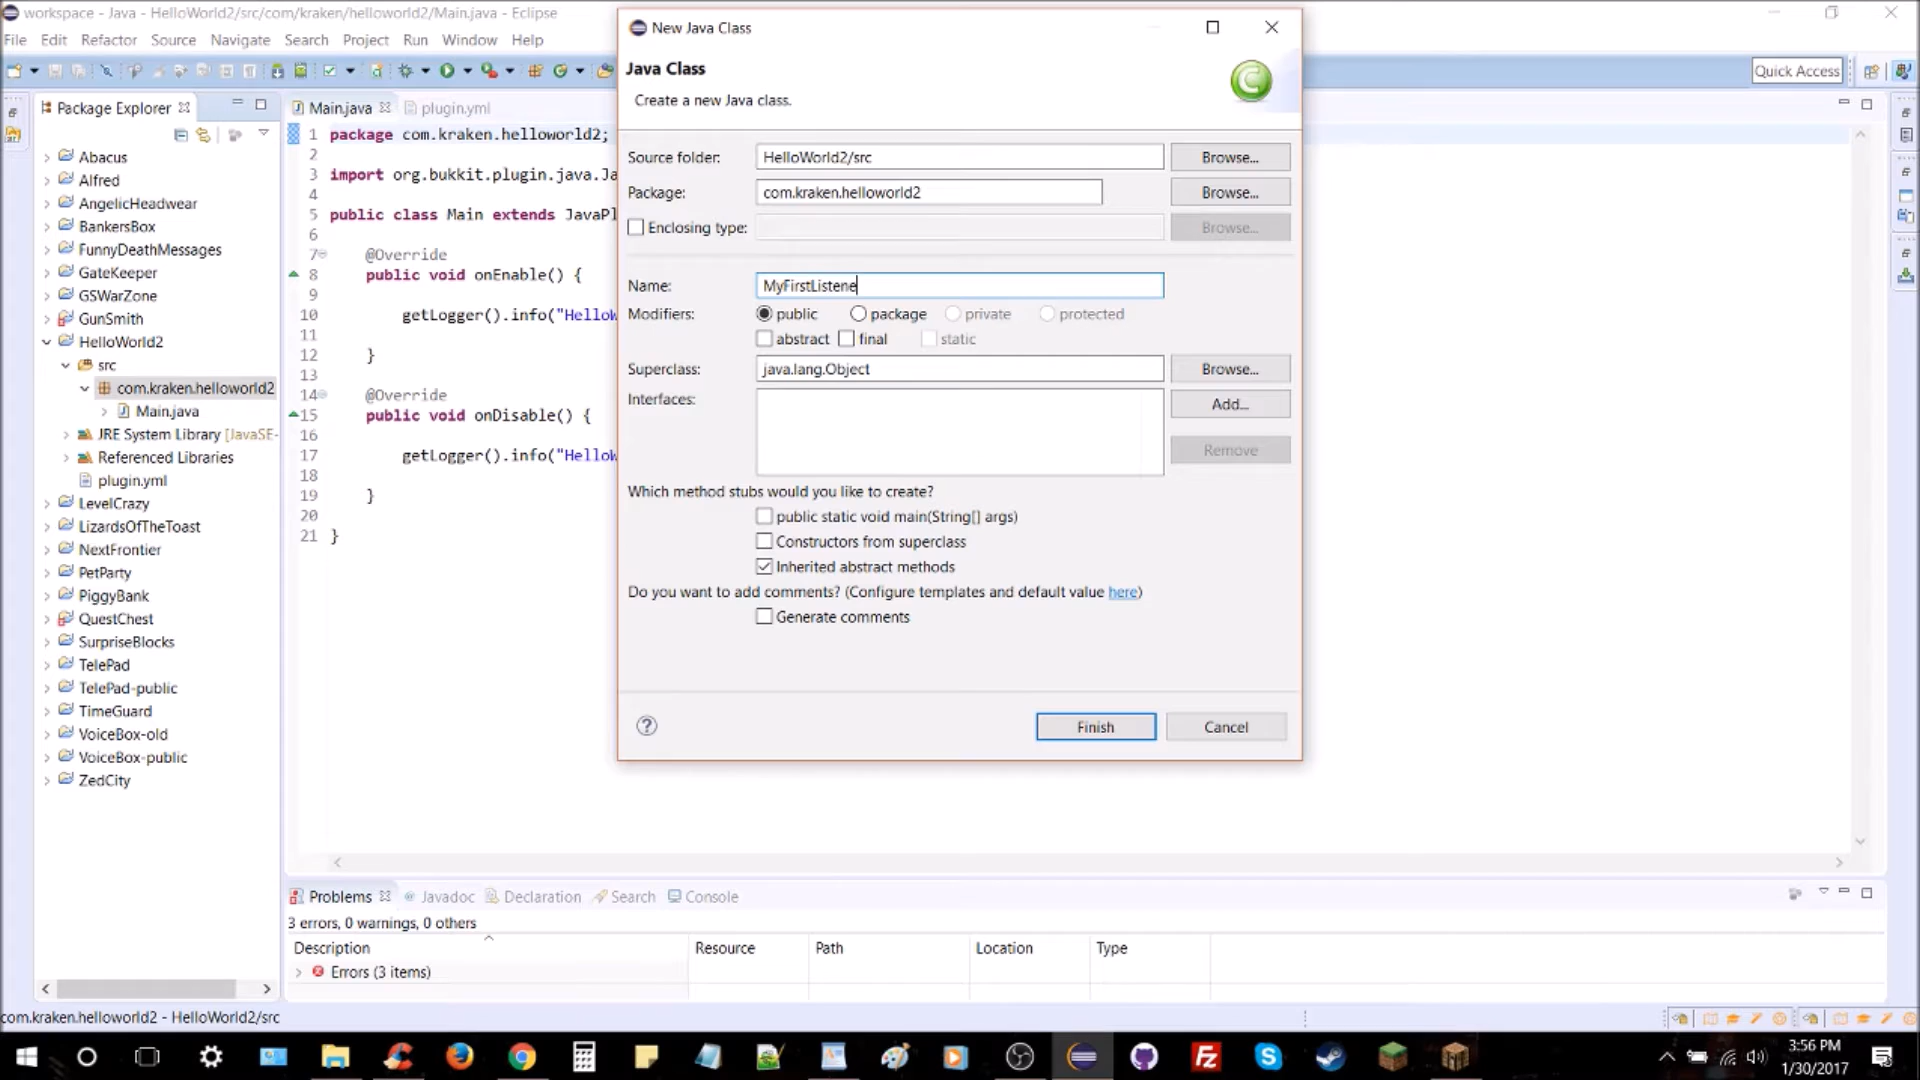 workspace - Java - HelloWorld2/src/com/kraken/helloworld2/Main.java - Eclipse
File Edit Refactor Source Navigate Search Project Run Window Help
Quick Access
Package Explorer
Abacus
Alfred
AngelicHeadwear
BankersBox
FunnyDeathMessages
GateKeeper
GSWarZone
GunSmith
HelloWorld2
src
com.kraken.helloworld2
Main.java
JRE System Library [JavaSE-
Referenced Libraries
plugin.yml
LevelCrazy
LizardsOfTheToast
NextFrontier
PetParty
PiggyBank
QuestChest
SurpriseBlocks
TelePad
TelePad-public
TimeGuard
VoiceBox-old
VoiceBox-public
ZedCity
Main.java plugin.yml
1 package com.kraken.helloworld2;
2
3 import org.bukkit.plugin.java.Ja
4
5 public class Main extends JavaPl
6
7 @Override
8 public void onEnable() {
9
10 getLogger().info("HelloW
11
12 }
13
14 @Override
15 public void onDisable() {
16
17 getLogger().info("HelloW
18
19 }
20
21 }
New Java Class
Java Class
Create a new Java class.
C
Source folder: HelloWorld2/src Browse...
Package: com.kraken.helloworld2 Browse...
Enclosing type: Browse...
Name: MyFirstListene
Modifiers: public package private protected
abstract final static
Superclass: java.lang.Object Browse...
Interfaces: Add...
Remove
Which method stubs would you like to create?
public static void main(String[] args)
Constructors from superclass
Inherited abstract methods
Do you want to add comments? (Configure templates and default value here)
Generate comments
? Finish Cancel
Problems Javadoc Declaration Search Console
3 errors, 0 warnings, 0 others
Description Resource Path Location Type
Errors (3 items)
com.kraken.helloworld2 - HelloWorld2/src
3:56 PM
1/30/2017